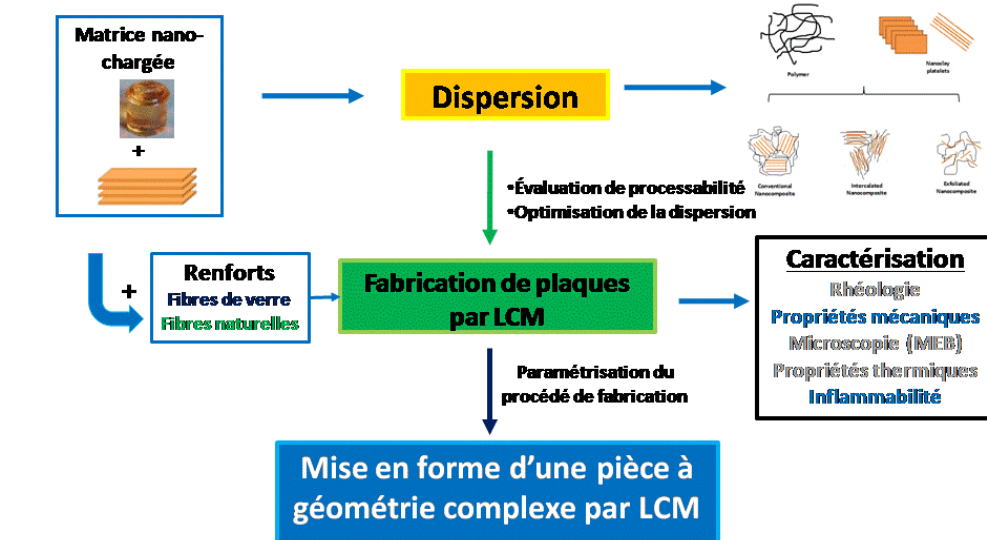 Matrice nano-
chargée
+
Dispersion
Polymer
Nanoclay
platelets
Conventional
Nanocomposite
Intercalated
Nanocomposite
Exfoliated
Nanocomposite
•Évaluation de processabilité
•Optimisation de la dispersion
+
Renforts
Fibres de verre
Fibres naturelles
Fabrication de plaques
par LCM
Caractérisation
Rhéologie
Propriétés mécaniques
Microscopie (MEB)
Propriétés thermiques
Inflammabilité
Paramétrisation du
procédé de fabrication
Mise en forme d’une pièce à
géométrie complexe par LCM